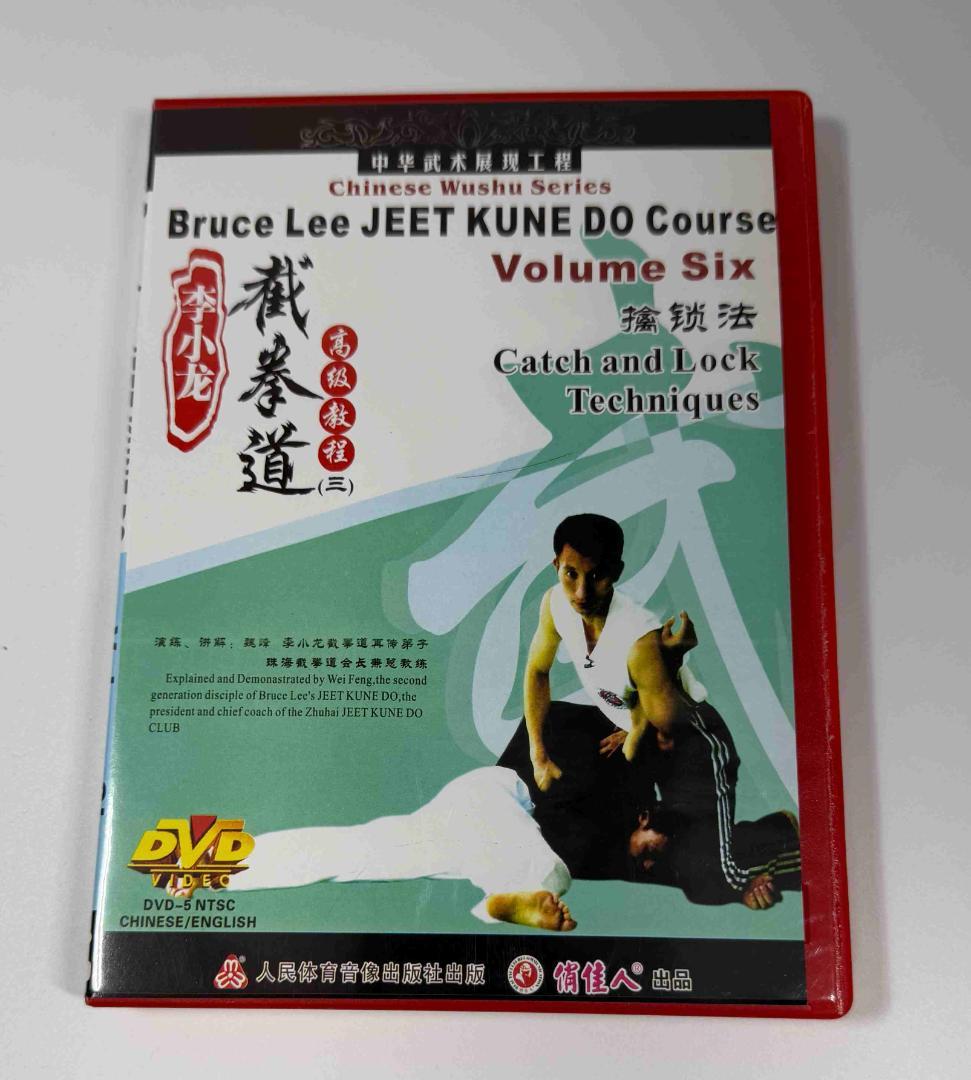 中华武术展现工程
Chinese Wushu Series
Bruce Lee JEET KUNE DO Course
Volume Six
李小龙
截拳道
高级教程
(三)
擒锁法
Catch and Lock
Techniques
演练、讲解：魏峰 李小龙截拳道再传弟子
珠海截拳道会长兼总教练
Explained and Demonastrated by Wei Feng,the second
generation disciple of Bruce Lee's JEET KUNE DO,the
president and chief coach of the Zhuhai JEET KUNE DO
CLUB
武
DVD
VIDEO
DVD-5 NTSC
CHINESE/ENGLISH
人民体育音像出版社出版
俏佳人® 出品